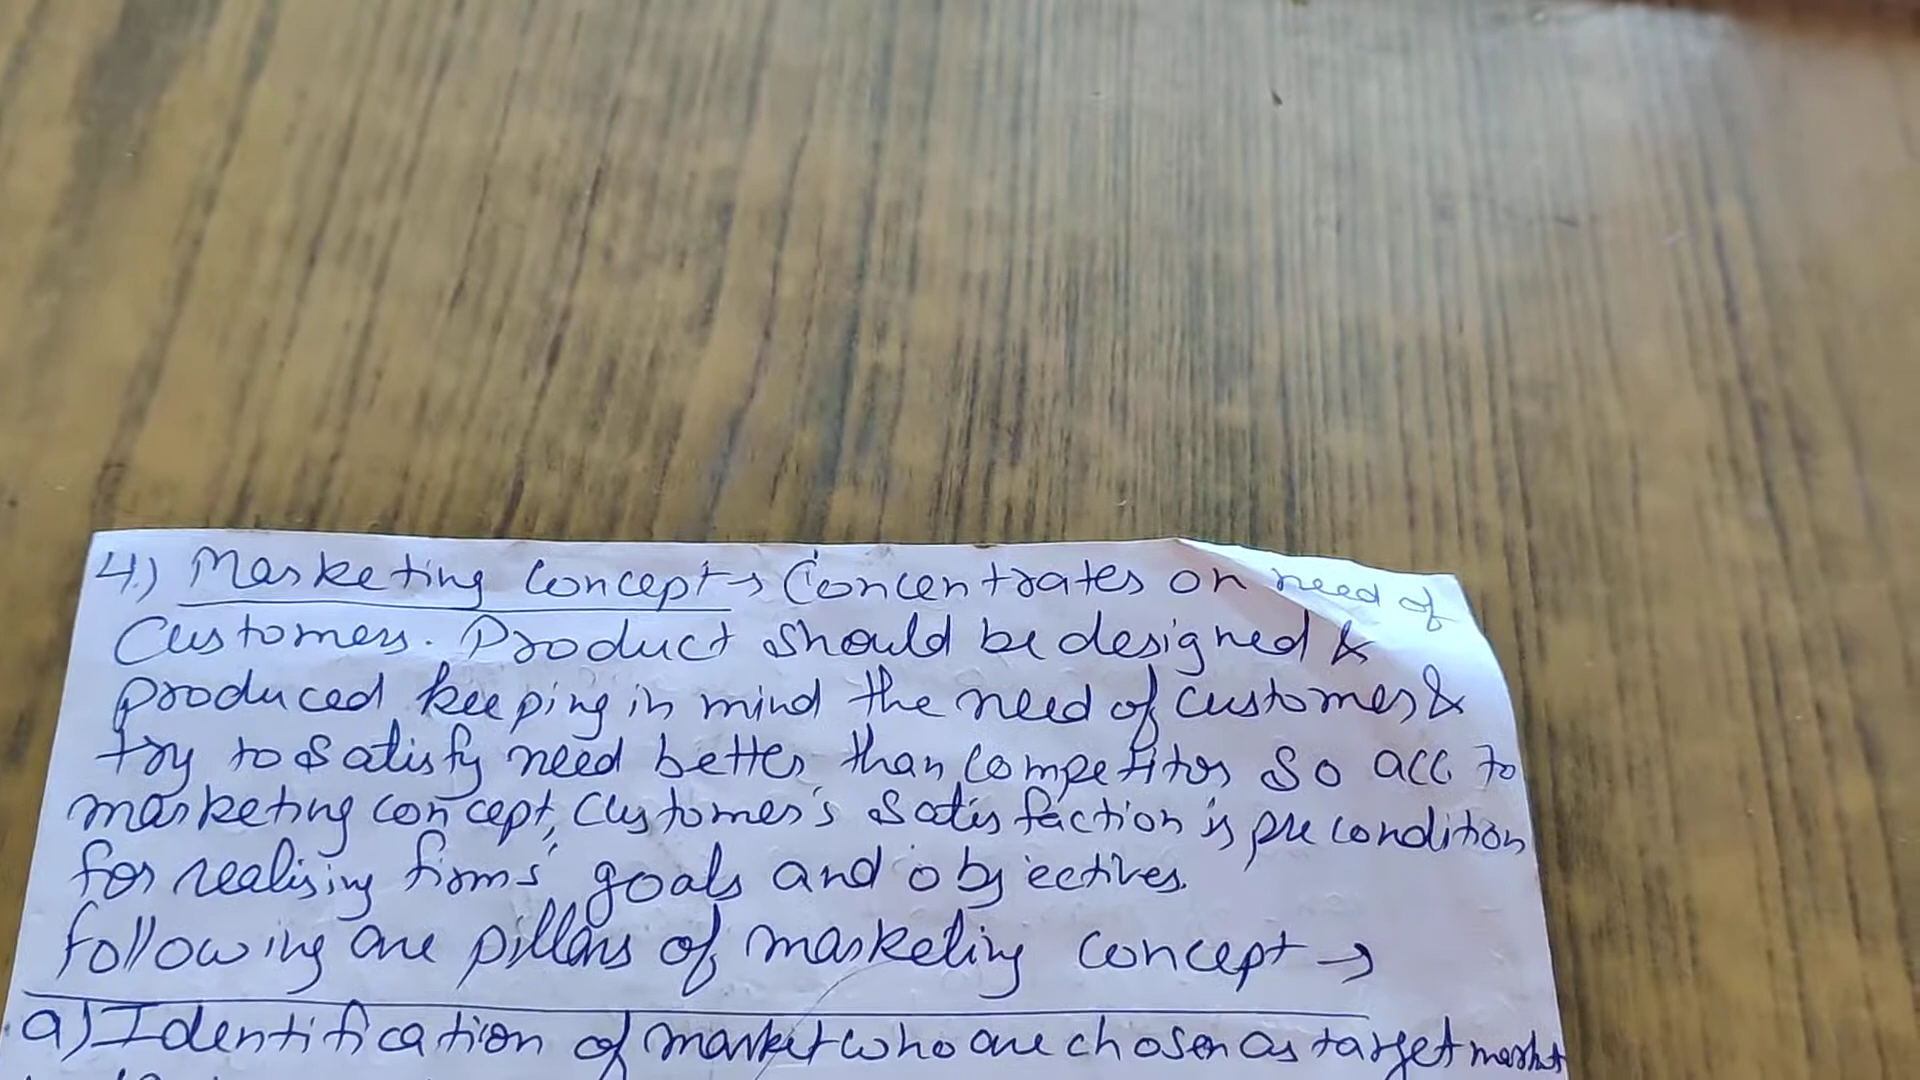 4.) Marketing Concept → Concentrates on need of
Customers. Product should be designed &
produced keeping in mind the need of customers &
try to satisfy need better than competitors So acc to
marketing concept, Customer's Satisfaction is pre condition
for realising firms' goals and objectives.
following are pillars of marketing concept →
a) Identification of market who are chosen as target market